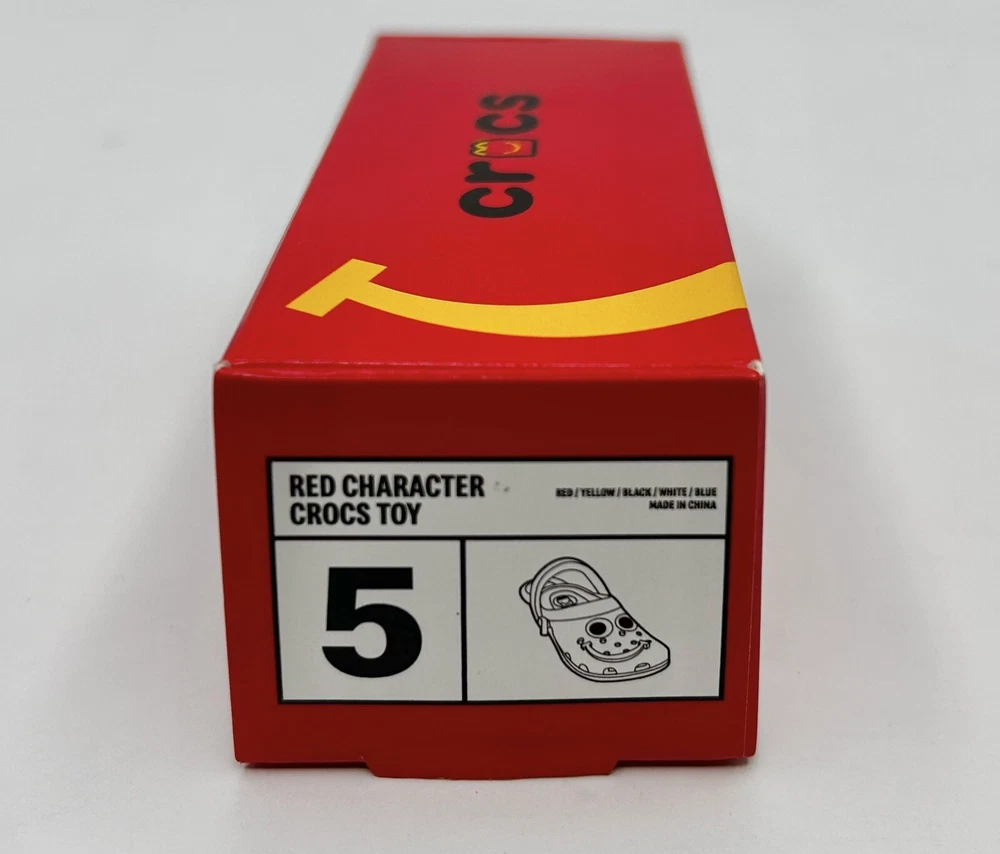 crocs
RED CHARACTER
CROCS TOY
RED / YELLOW / BLACK / WHITE / BLUE
MADE IN CHINA
5